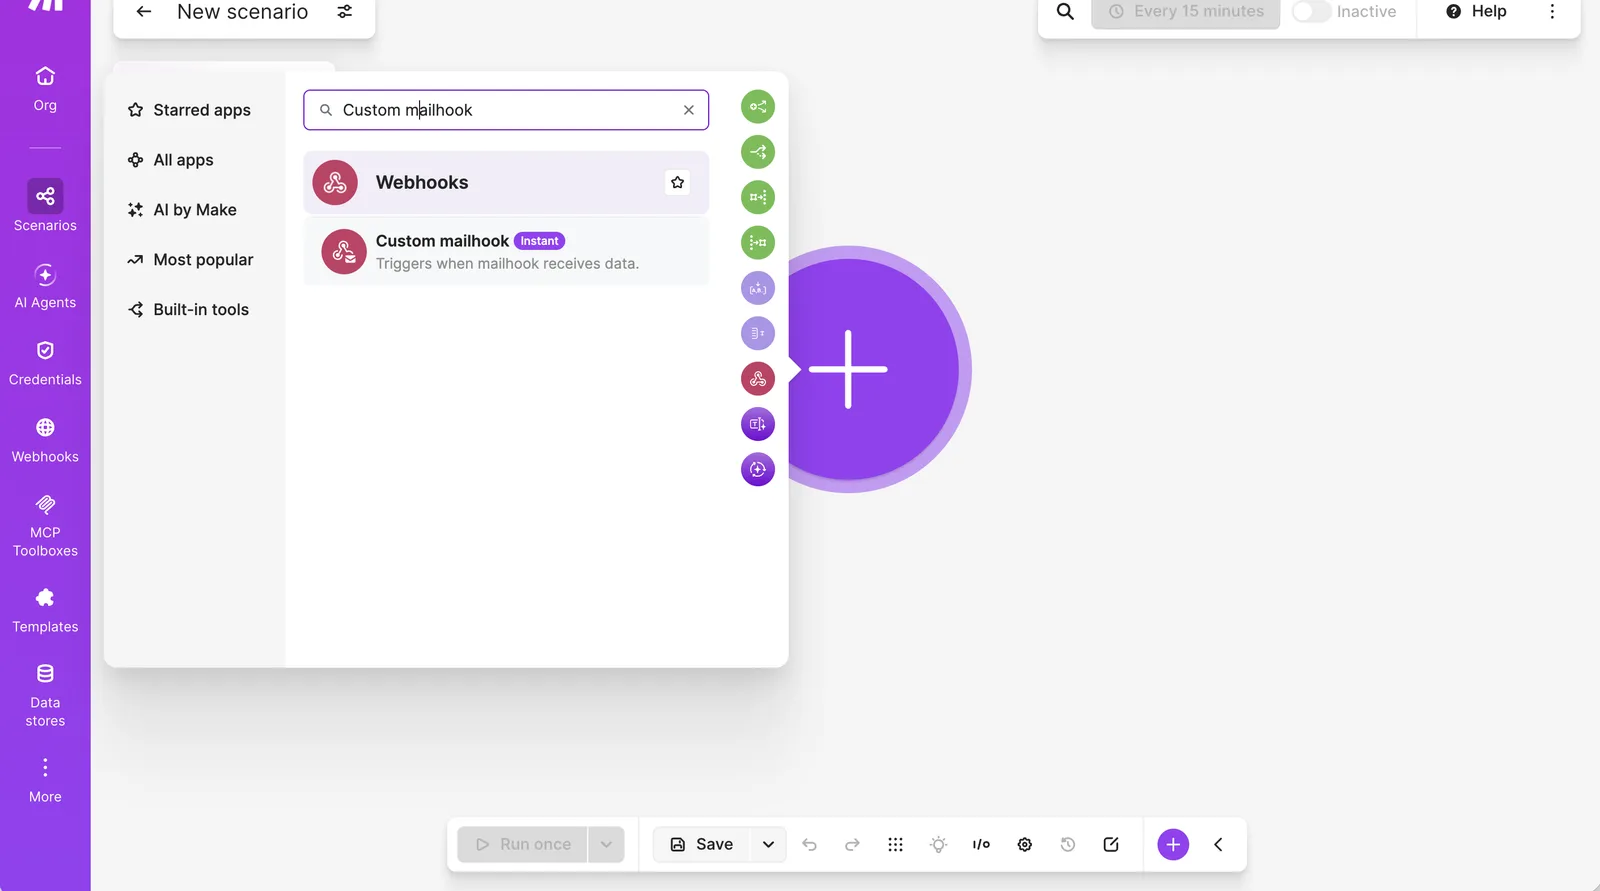 New scenario
Every 15 minutes
Inactive
Help
Org
Scenarios
AI Agents
Credentials
Webhooks
MCP
Toolboxes
Templates
Data
stores
More
Starred apps
All apps
AI by Make
Most popular
Built-in tools
Custom mailhook
Webhooks
Custom mailhook Instant
Triggers when mailhook receives data.
Run once
Save